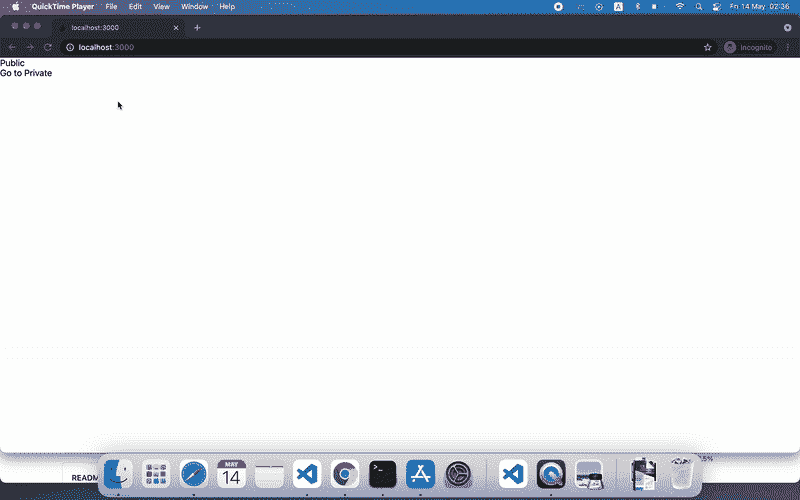 QuickTime Player File Edit View Window Help A Fri 14 May 02:36
localhost:3000
localhost:3000 Incognito
Public
Go to Private
MAY
14
README